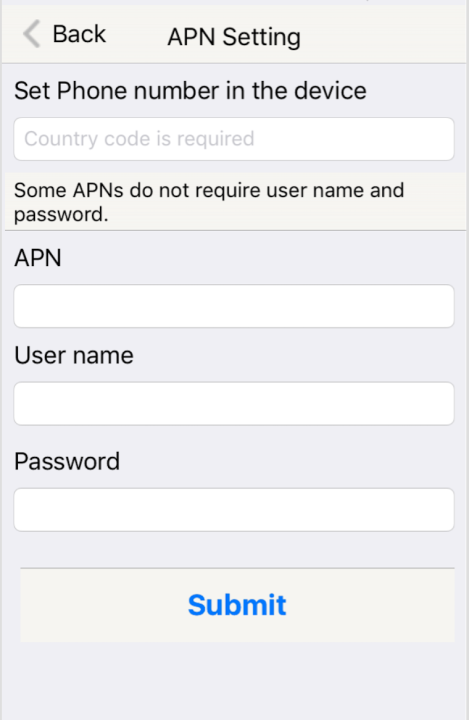 Back
APN Setting
Set Phone number in the device
Country code is required
Some APNs do not require user name and
password.
APN
User name
Password
Submit